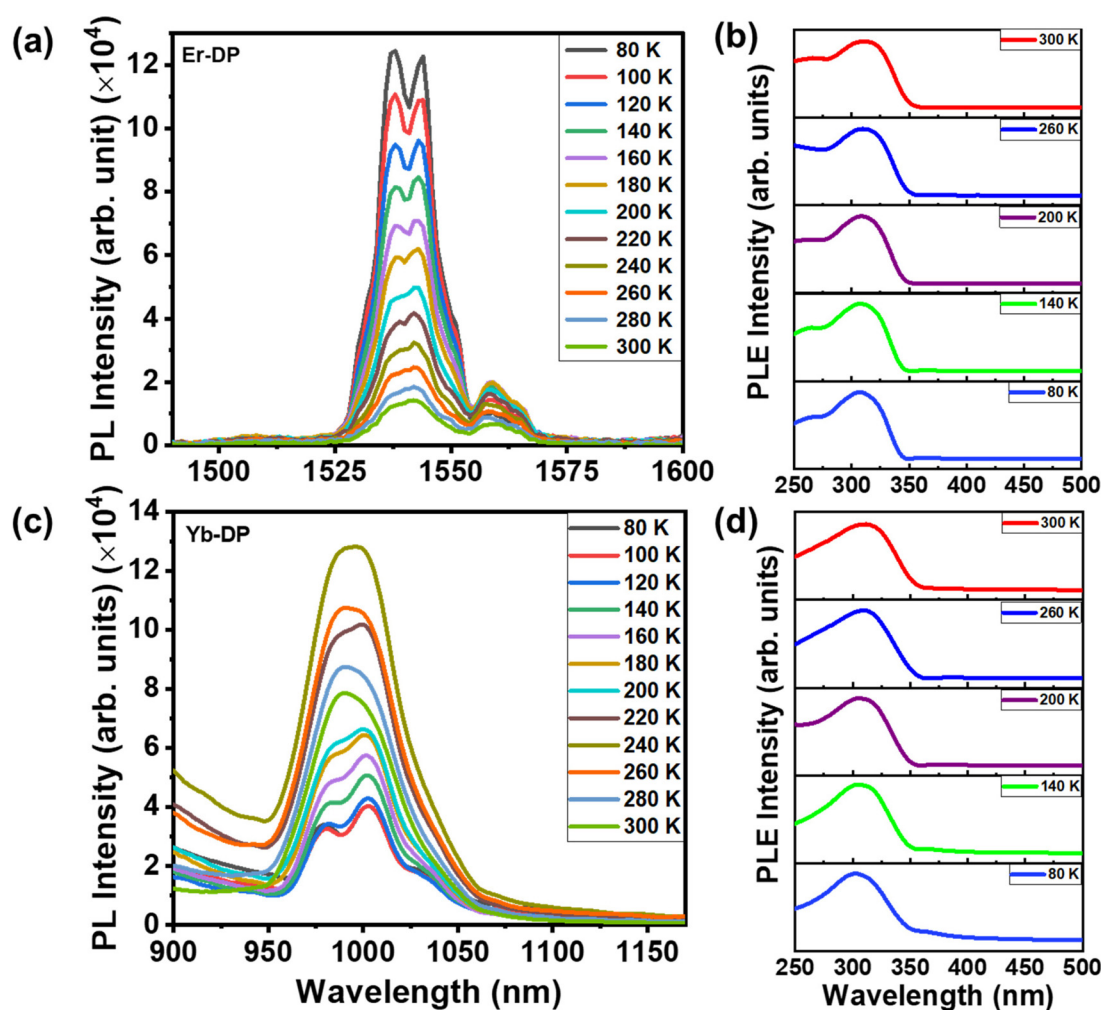 (a)
Er-DP
PL Intensity (arb. unit) (×10⁴)
12
10
8
6
4
2
0
1500
1525
1550
1575
1600
80 K
100 K
120 K
140 K
160 K
180 K
200 K
220 K
240 K
260 K
280 K
300 K
(b)
PLE Intensity (arb. units)
300 K
260 K
200 K
140 K
80 K
250
300
350
400
450
500
(c)
Yb-DP
PL Intensity (arb. units) (×10⁴)
14
12
10
8
6
4
2
0
900
950
1000
1050
1100
1150
Wavelength (nm)
80 K
100 K
120 K
140 K
160 K
180 K
200 K
220 K
240 K
260 K
280 K
300 K
(d)
PLE Intensity (arb. units)
300 K
260 K
200 K
140 K
80 K
250
300
350
400
450
500
Wavelength (nm)